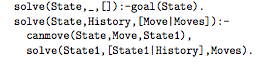 solve(State,_,[]):-goal(State).
solve(State,History,[Move|Moves]):-
canmove(State,Move,State1),
solve(State1,[State1|History],Moves).